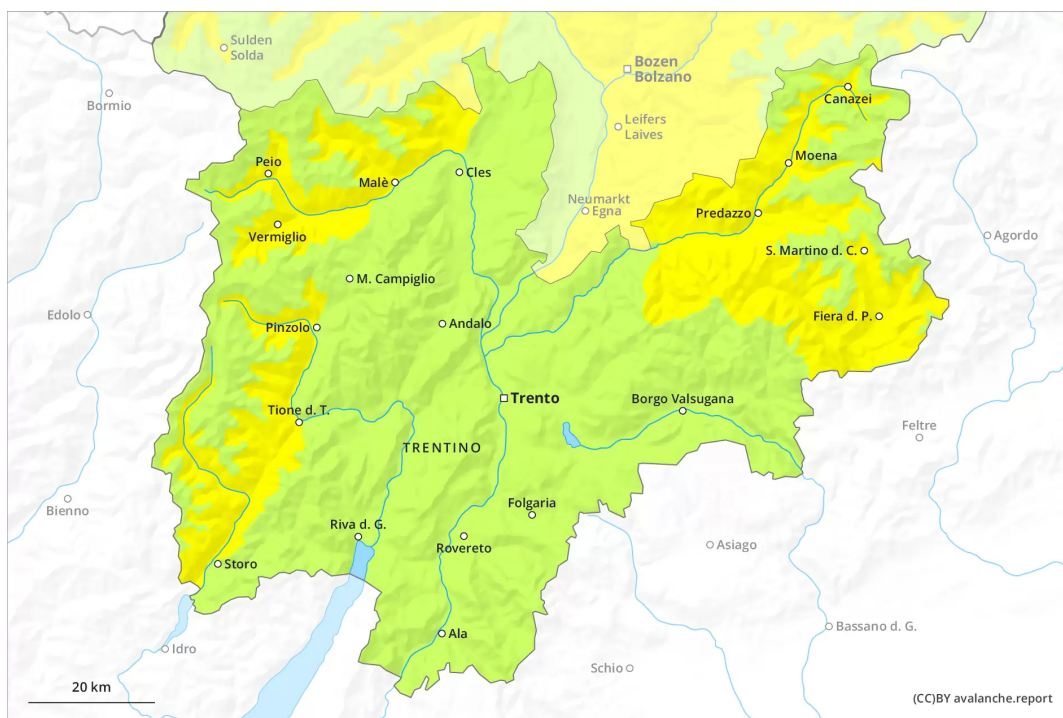 Sulden
Solda
Bozen
Bolzano
Bormio
Canazei
Leifers
Laives
Peio
Malè
Cles
Moena
Neumarkt
Egna
Predazzo
Vermiglio
S. Martino d. C.
Agordo
M. Campiglio
Edolo
Pinzolo
Andalo
Fiera d. P.
Trento
Borgo Valsugana
Tione d. T.
Feltre
TRENTINO
Bienno
Folgaria
Riva d. G.
Rovereto
Asiago
Storo
Ala
Bassano d. G.
Idro
Schio
20 km
(CC)BY avalanche.report